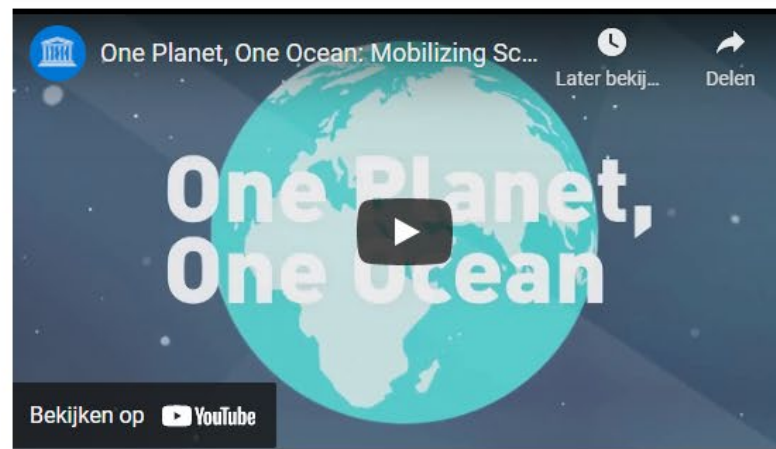 One Planet, One Ocean: Mobilizing Sc...
Later bekij...
Delen
One Planet,
One Ocean
Bekijken op YouTube